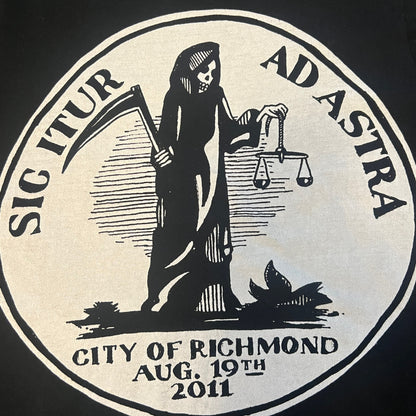 SIC ITUR AD ASTRA
CITY OF RICHMOND
AUG. 19TH
2011